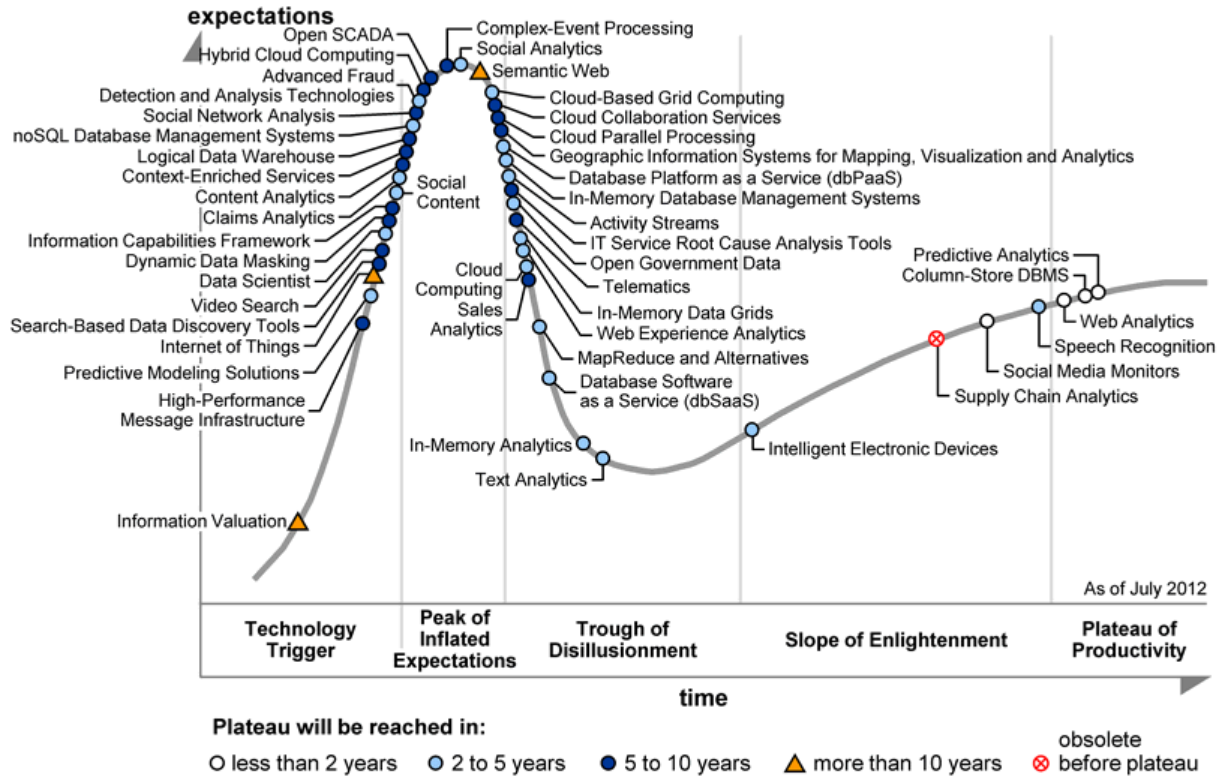 expectations
Open SCADA
Hybrid Cloud Computing
Advanced Fraud
Detection and Analysis Technologies
Social Network Analysis
noSQL Database Management Systems
Logical Data Warehouse
Context-Enriched Services
Content Analytics
Claims Analytics
Information Capabilities Framework
Dynamic Data Masking
Data Scientist
Video Search
Search-Based Data Discovery Tools
Internet of Things
Predictive Modeling Solutions
High-Performance
Message Infrastructure
Information Valuation
Social
Content
Complex-Event Processing
Social Analytics
Semantic Web
Cloud-Based Grid Computing
Cloud Collaboration Services
Cloud Parallel Processing
Geographic Information Systems for Mapping, Visualization and Analytics
Database Platform as a Service (dbPaaS)
In-Memory Database Management Systems
Activity Streams
IT Service Root Cause Analysis Tools
Open Government Data
Telematics
In-Memory Data Grids
Web Experience Analytics
Cloud
Computing
Sales
Analytics
MapReduce and Alternatives
Database Software
as a Service (dbSaaS)
In-Memory Analytics
Text Analytics
Intelligent Electronic Devices
Supply Chain Analytics
Social Media Monitors
Speech Recognition
Web Analytics
Column-Store DBMS
Predictive Analytics
As of July 2012
Technology
Trigger
Peak of
Inflated
Expectations
Trough of
Disillusionment
Slope of Enlightenment
Plateau of
Productivity
time
Plateau will be reached in:
less than 2 years
2 to 5 years
5 to 10 years
more than 10 years
obsolete
before plateau